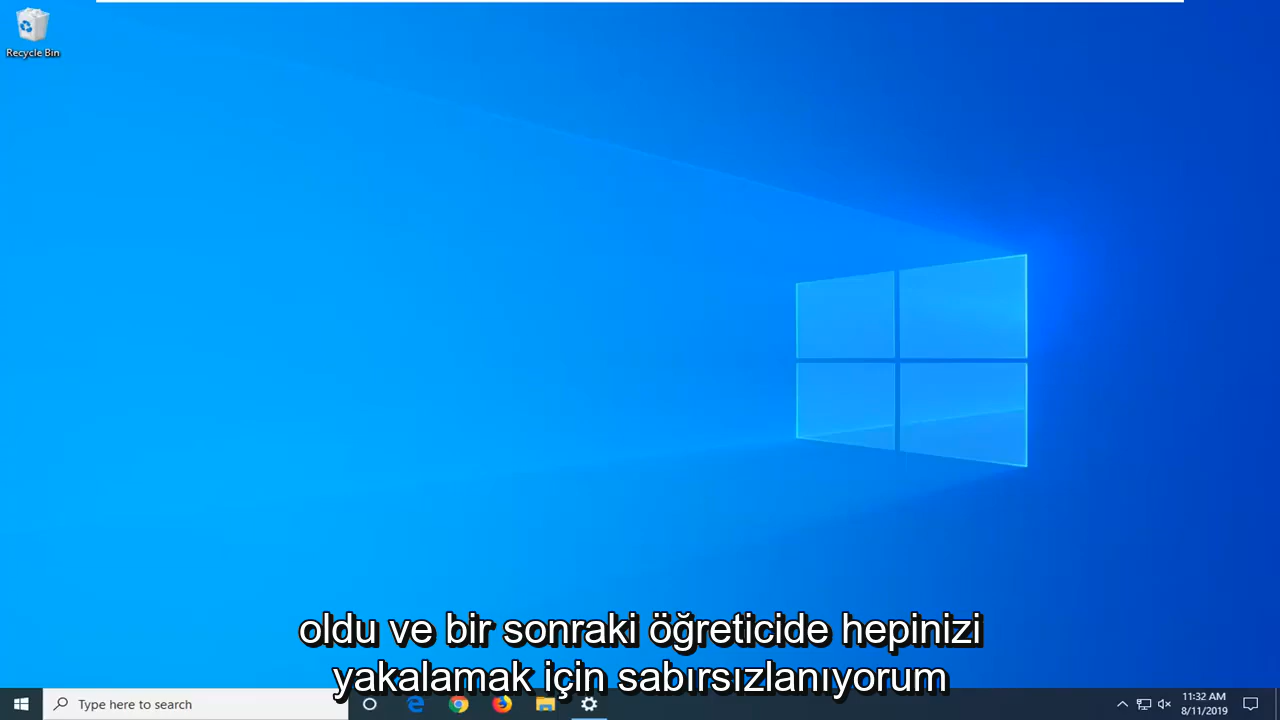 Recycle Bin
oldu ve bir sonraki öğreticide hepinizi
yakalamak için sabırsızlanıyorum
Type here to search
11:32 AM
8/11/2019